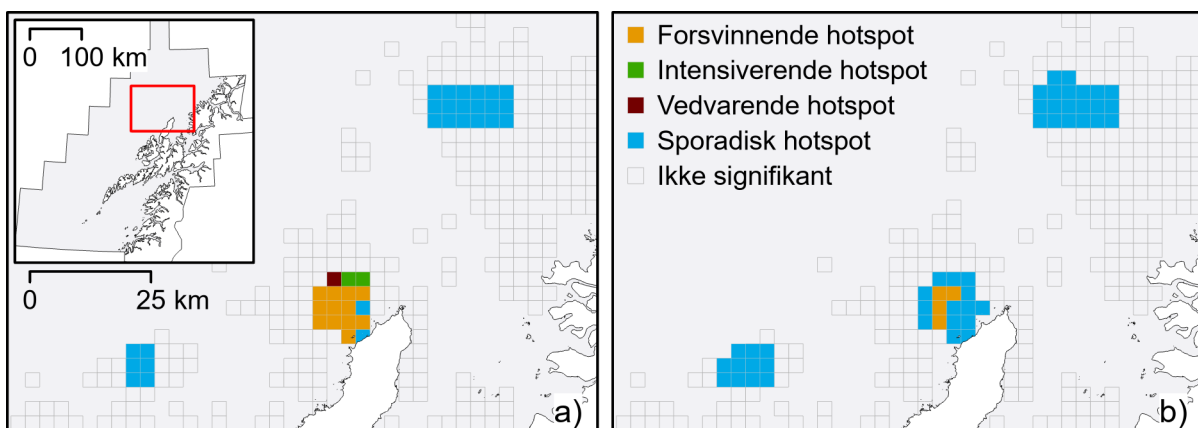 0 100 km
0 25 km
a)
Forsvinnende hotspot
Intensiverende hotspot
Vedvarende hotspot
Sporadisk hotspot
Ikke signifikant
b)